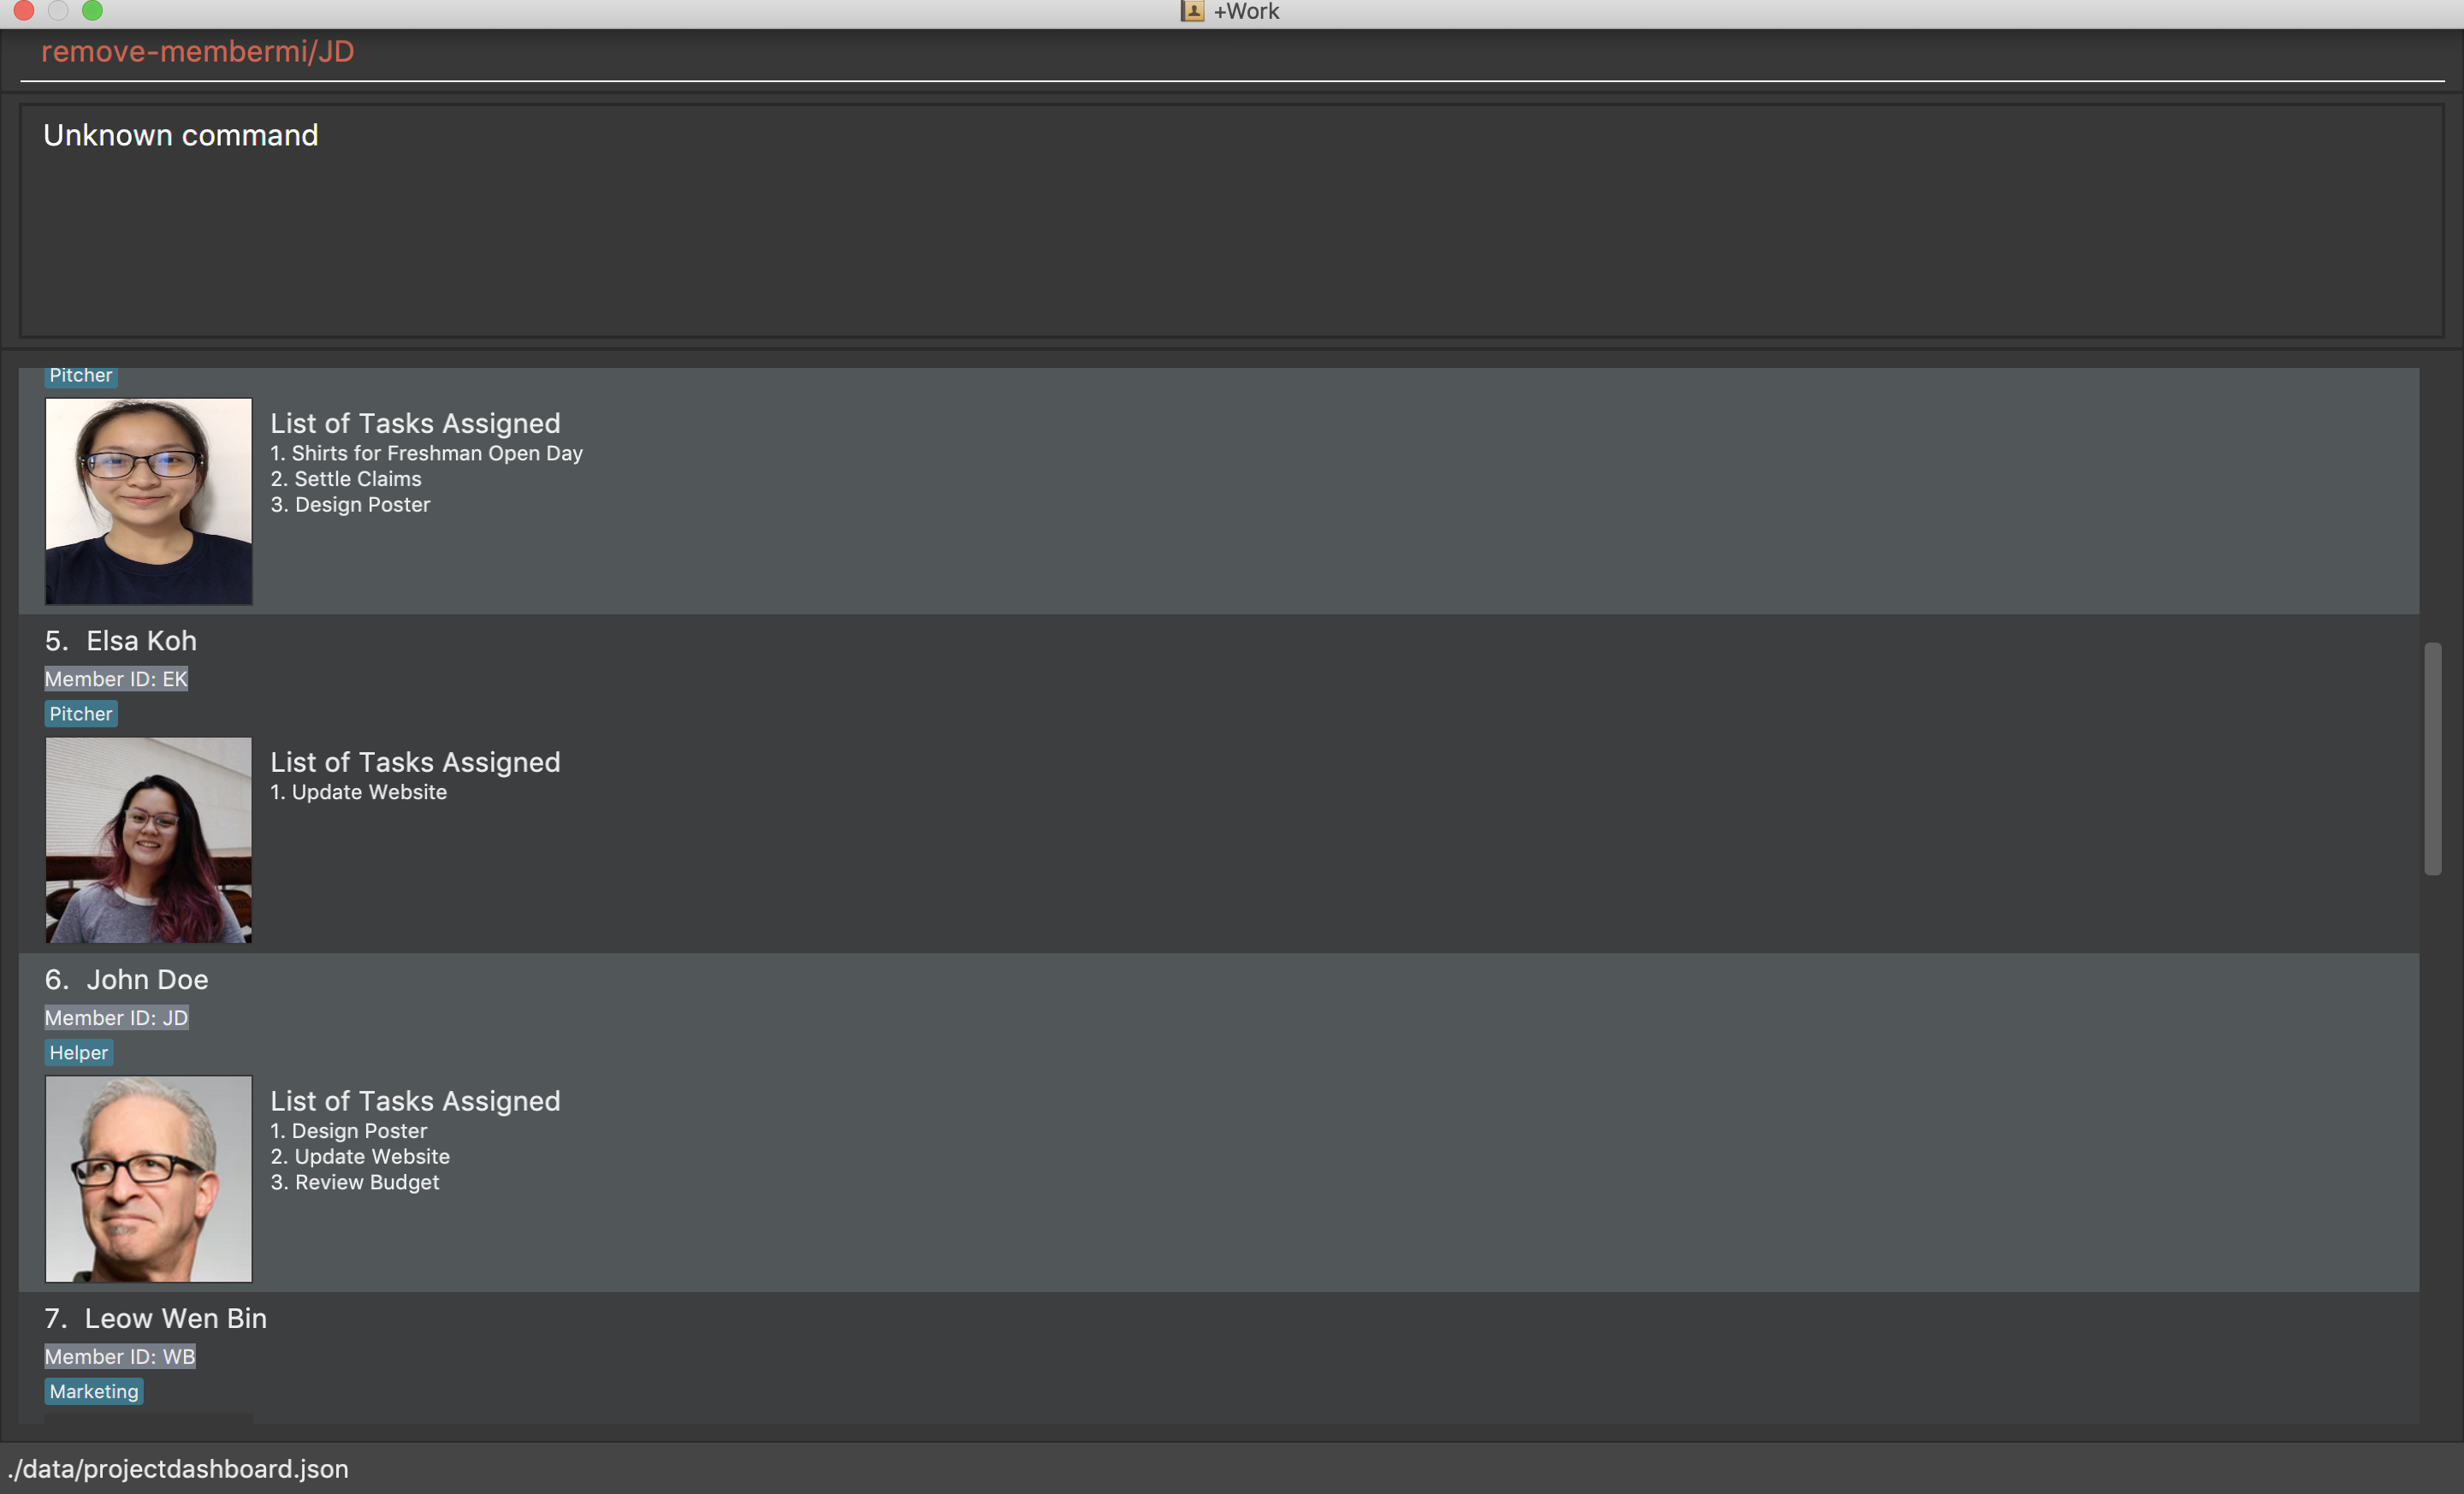 +Work
remove-membermi/JD
Unknown command
Pitcher
List of Tasks Assigned
1. Shirts for Freshman Open Day
2. Settle Claims
3. Design Poster
5. Elsa Koh
Member ID: EK
Pitcher
List of Tasks Assigned
1. Update Website
6. John Doe
Member ID: JD
Helper
List of Tasks Assigned
1. Design Poster
2. Update Website
3. Review Budget
7. Leow Wen Bin
Member ID: WB
Marketing
./data/projectdashboard.json